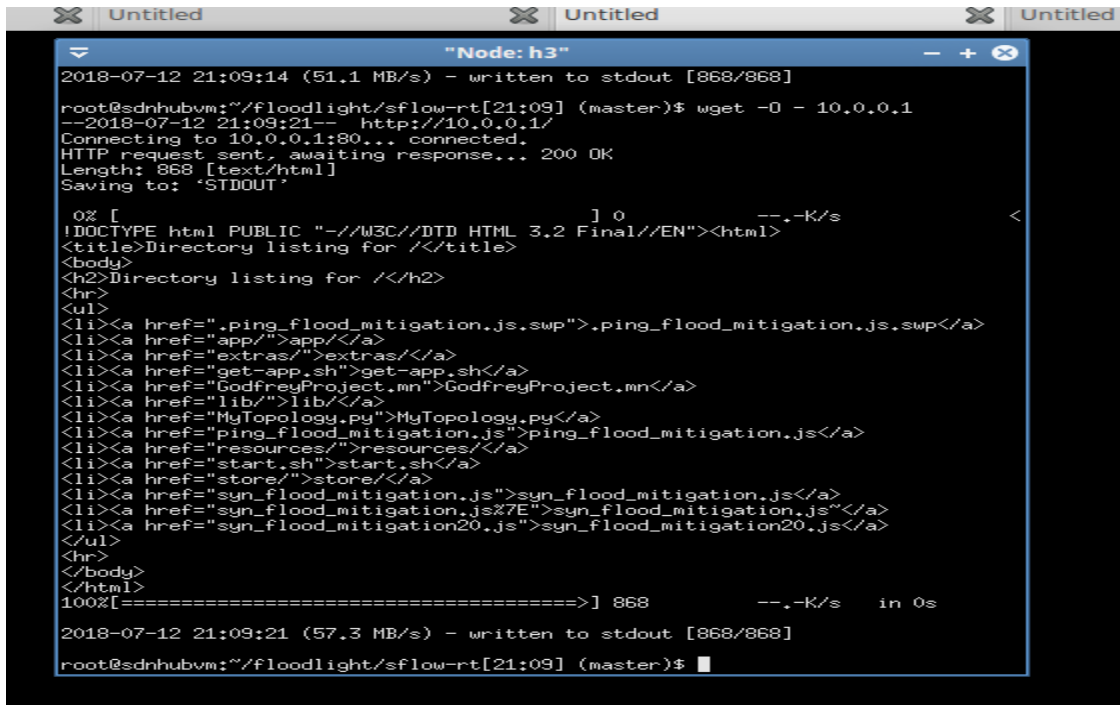 Untitled Untitled Untitled
"Node: h3"
2018-07-12 21:09:14 (51.1 MB/s) - written to stdout [868/868]
root@sdnhubvm:~/floodlight/sflow-rt[21:09] (master)$ wget -O - 10.0.0.1
--2018-07-12 21:09:21--  http://10.0.0.1/
Connecting to 10.0.0.1:80... connected.
HTTP request sent, awaiting response... 200 OK
Length: 868 [text/html]
Saving to: ‘STDOUT’
0% [                                       ] 0           --.-K/s              <
!DOCTYPE html PUBLIC "-//W3C//DTD HTML 3.2 Final//EN"><html>
<title>Directory listing for /</title>
<body>
<h2>Directory listing for /</h2>
<hr>
<ul>
<li><a href=".ping_flood_mitigation.js.swp">.ping_flood_mitigation.js.swp</a>
<li><a href="app/">app/</a>
<li><a href="extras/">extras/</a>
<li><a href="get-app.sh">get-app.sh</a>
<li><a href="GodfreyProject.mn">GodfreyProject.mn</a>
<li><a href="lib/">lib/</a>
<li><a href="MyTopology.py">MyTopology.py</a>
<li><a href="ping_flood_mitigation.js">ping_flood_mitigation.js</a>
<li><a href="resources/">resources/</a>
<li><a href="start.sh">start.sh</a>
<li><a href="store/">store/</a>
<li><a href="syn_flood_mitigation.js">syn_flood_mitigation.js</a>
<li><a href="syn_flood_mitigation.js%7E">syn_flood_mitigation.js~</a>
<li><a href="syn_flood_mitigation20.js">syn_flood_mitigation20.js</a>
</ul>
<hr>
</body>
</html>
100%[======================================>] 868         --.-K/s   in 0s
2018-07-12 21:09:21 (57.3 MB/s) - written to stdout [868/868]
root@sdnhubvm:~/floodlight/sflow-rt[21:09] (master)$